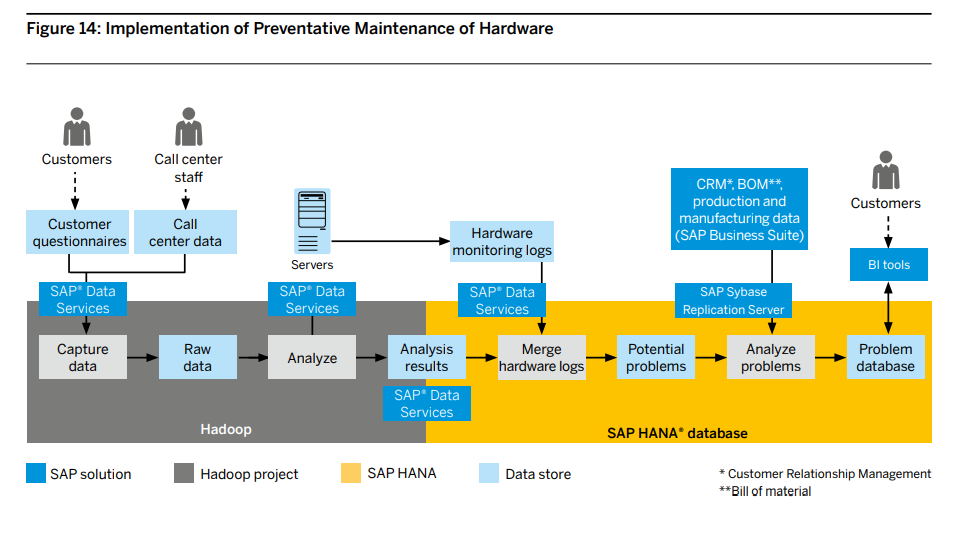 Figure 14: Implementation of Preventative Maintenance of Hardware
Customers
Call center
staff
Customer
questionnaires
Call
center data
Servers
Hardware
monitoring logs
CRM*, BOM**,
production and
manufacturing data
(SAP Business Suite)
Customers
BI tools
SAP® Data
Services
SAP® Data
Services
SAP® Data
Services
SAP Sybase
Replication Server
Capture
data
Raw
data
Analyze
Analysis
results
Merge
hardware logs
Potential
problems
Analyze
problems
Problem
database
SAP® Data
Services
Hadoop
SAP HANA® database
SAP solution
Hadoop project
SAP HANA
Data store
* Customer Relationship Management
**Bill of material